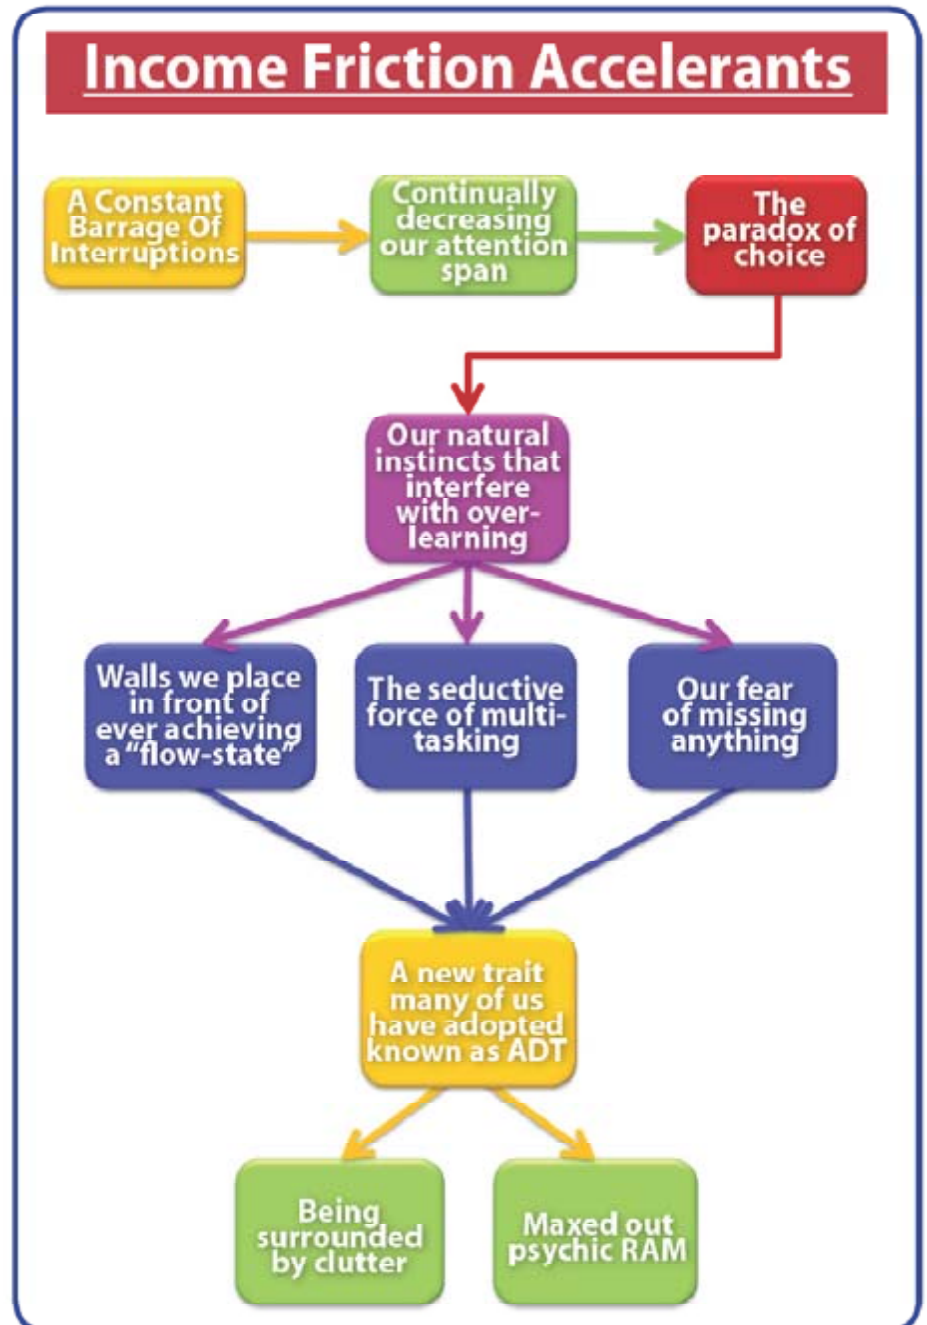 Income Friction Accelerants
A Constant
Barrage Of
Interruptions
Continually
decreasing
our attention
span
The
paradox of
choice
Our natural
instincts that
interfere
with over-
learning
Walls we place
in front of
ever achieving
a "flow-state"
The seductive
force of multi-
tasking
Our fear
of missing
anything
A new trait
many of us
have adopted
known as ADT
Being
surrounded
by clutter
Maxed out
psychic RAM